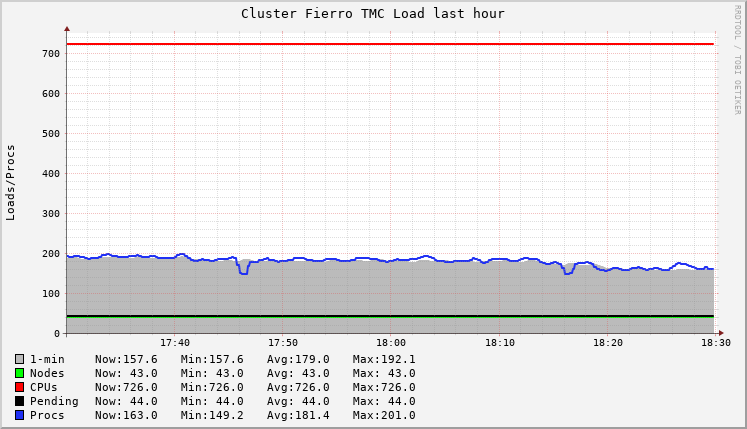 Cluster Fierro TMC Load last hour
RRDTOOL / TOBI OETIKER
Loads/Procs
700
600
500
400
300
200
100
0
17:40 17:50 18:00 18:10 18:20 18:30
1-min Now:157.6 Min:157.6 Avg:179.0 Max:192.1
Nodes Now: 43.0 Min: 43.0 Avg: 43.0 Max: 43.0
CPUs Now:726.0 Min:726.0 Avg:726.0 Max:726.0
Pending Now: 44.0 Min: 44.0 Avg: 44.0 Max: 44.0
Procs Now:163.0 Min:149.2 Avg:181.4 Max:201.0